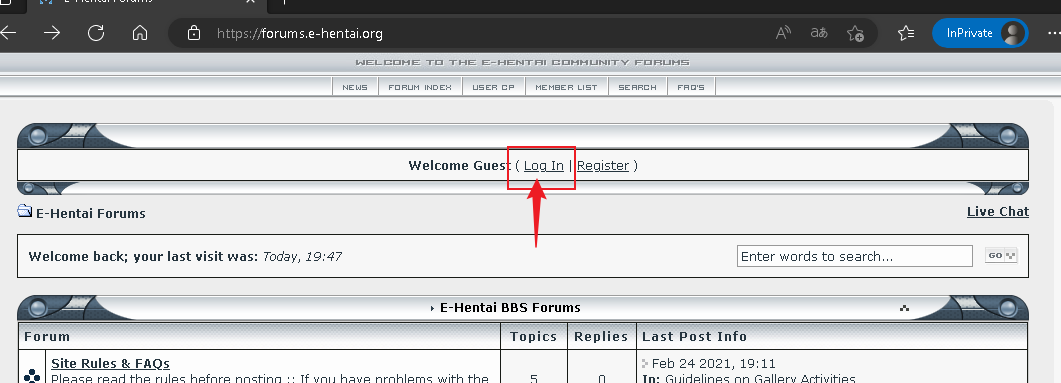 E-Hentai Forums
https://forums.e-hentai.org
InPrivate
WELCOME TO THE E-HENTAI COMMUNITY FORUMS
NEWS FORUM INDEX USER CP MEMBER LIST SEARCH FAQ'S
Welcome Guest ( Log In | Register )
E-Hentai Forums Live Chat
Welcome back; your last visit was: Today, 19:47 Enter words to search... GO
E-Hentai BBS Forums
Forum Topics Replies Last Post Info
Site Rules & FAQs Feb 24 2021, 19:11
Please read the rules before posting :: If you have problems with the 5 0 In: Guidelines on Gallery Activities